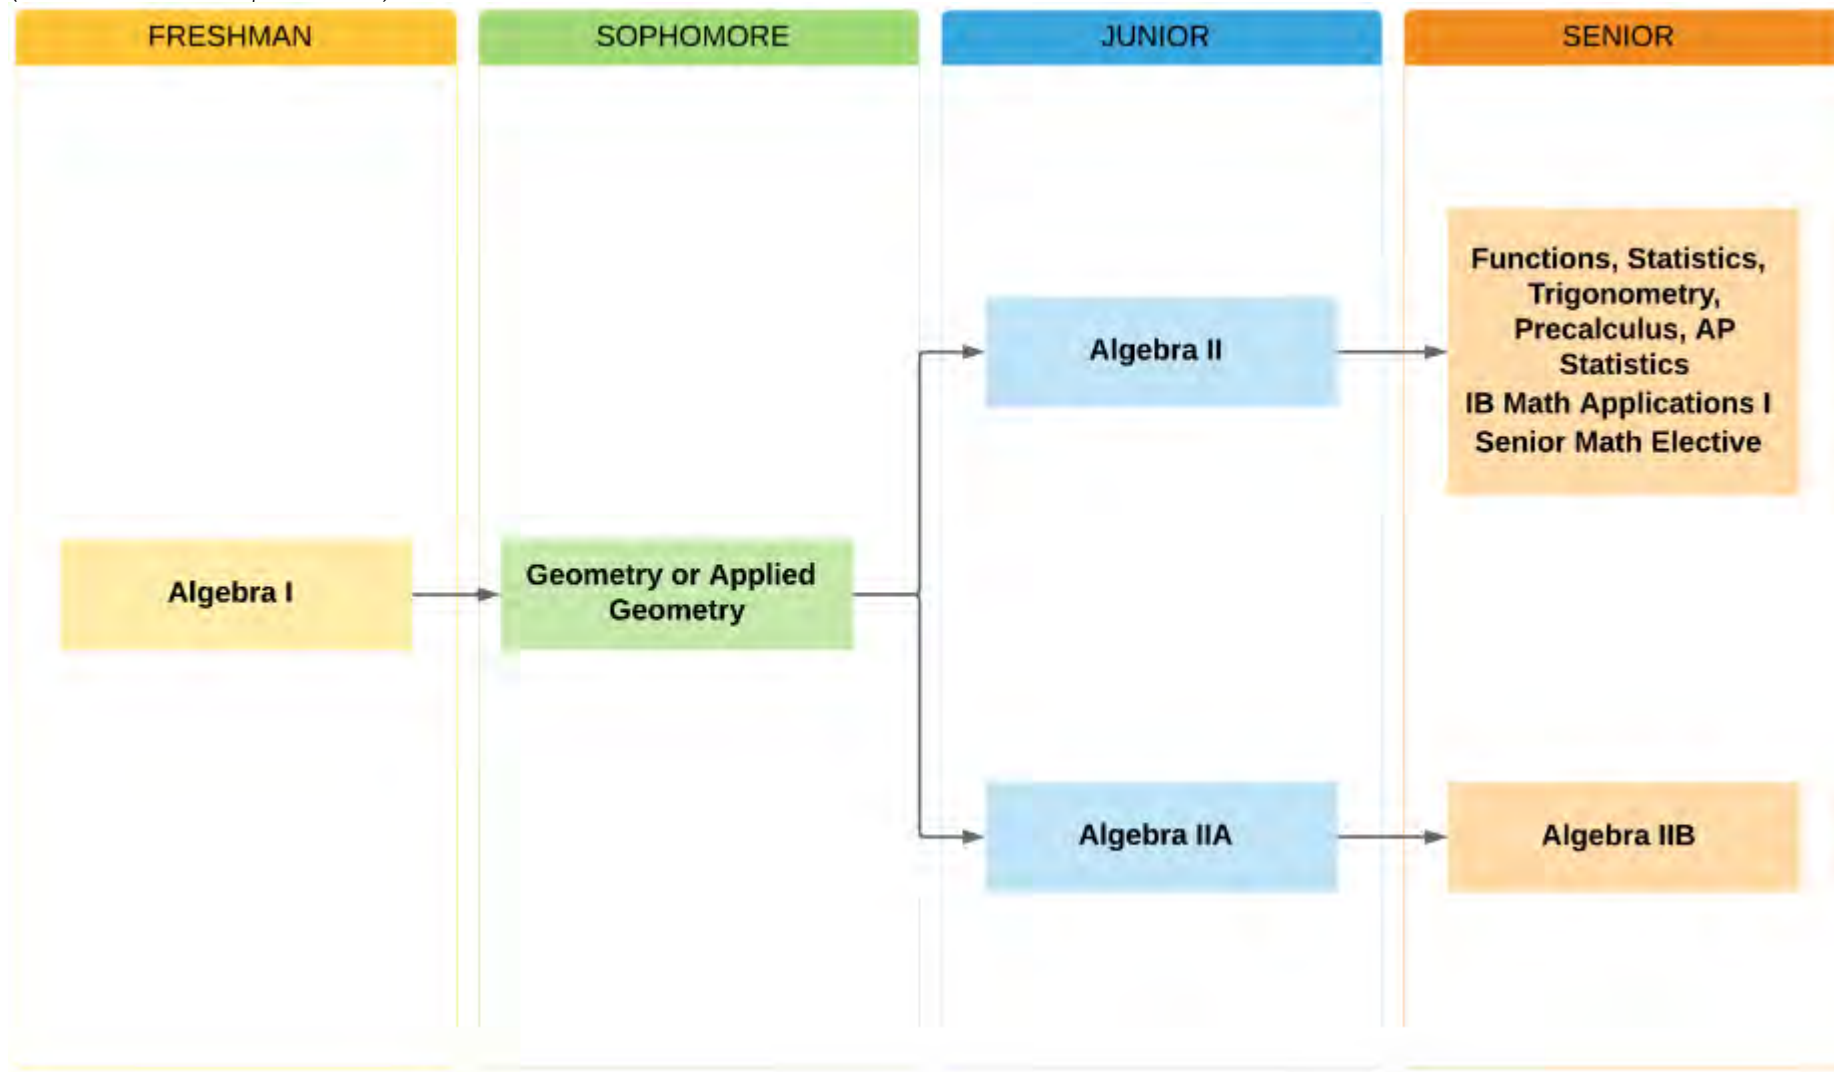 FRESHMAN
SOPHOMORE
JUNIOR
SENIOR
Algebra I
Geometry or Applied
Geometry
Algebra II
Functions, Statistics,
Trigonometry,
Precalculus, AP
Statistics
IB Math Applications I
Senior Math Elective
Algebra IIA
Algebra IIB